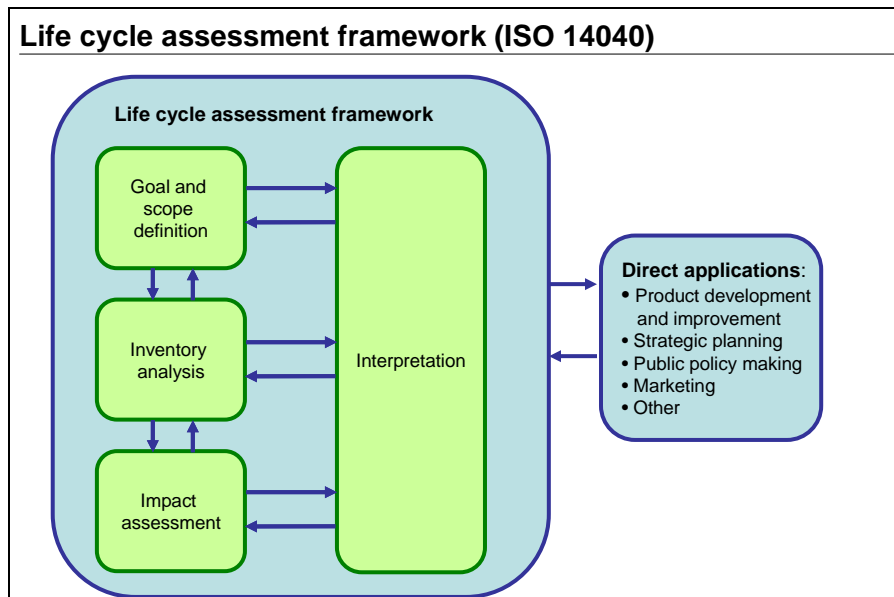 Life cycle assessment framework (ISO 14040)
Life cycle assessment framework
Goal and
scope
definition
Inventory
analysis
Impact
assessment
Interpretation
Direct applications:
• Product development
and improvement
• Strategic planning
• Public policy making
• Marketing
• Other